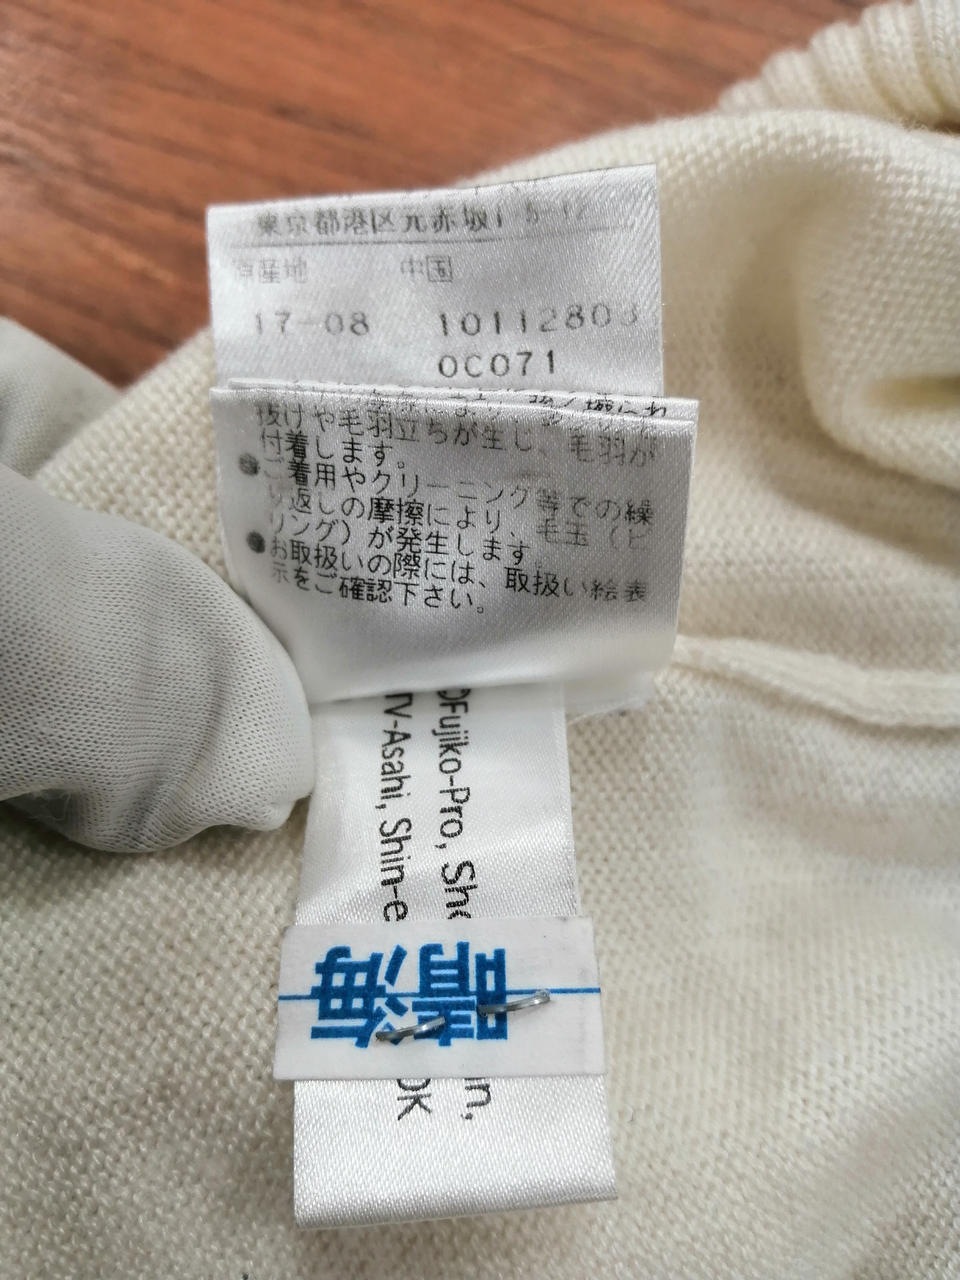 東京都港区元赤坂1-5-12
原産地 中国
17-08 10112803
0C071
抜けや毛羽立ちが生じ、毛羽が
付着します。
●ご着用やクリーニング等での繰
り返しの摩擦により、毛玉（ピ
リング）が発生します。
●お取扱いの際には、取扱い絵表
示をご確認下さい。
©Fujiko-Pro, Sho
TV-Asahi, Shin-e
n,
OK